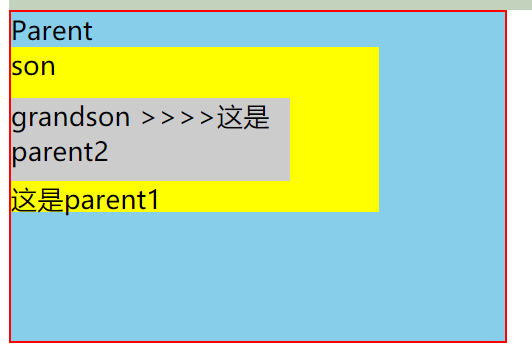 Parent
son
grandson >>>>这是
parent2
这是parent1